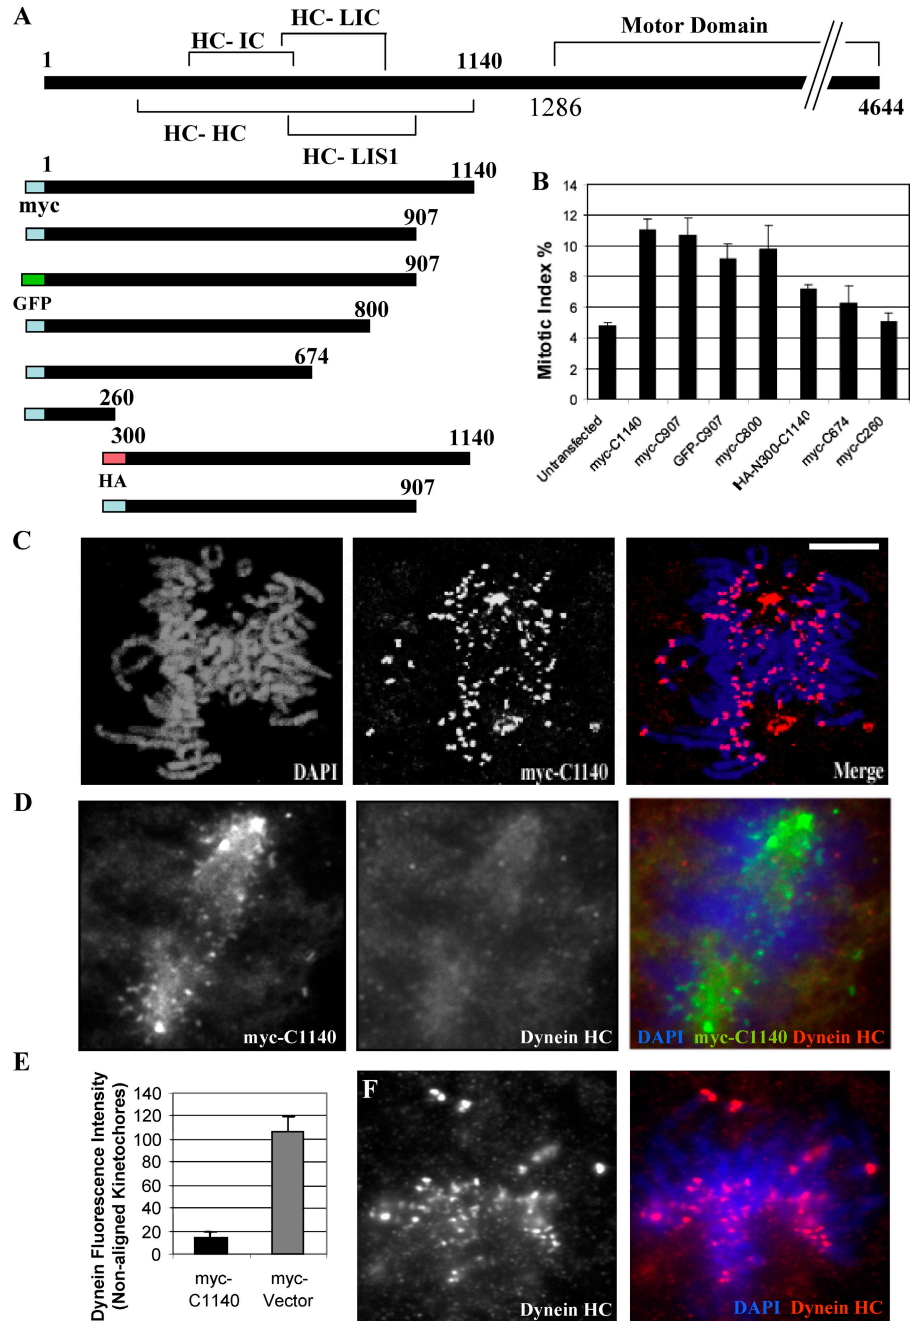 A
HC- LIC
HC- IC
Motor Domain
1
1140
1286
4644
HC- HC
HC- LIS1
1
1140
myc
907
907
GFP
800
674
260
300
1140
HA
907
B
14
12
10
8
6
4
2
0
Mitotic Index %
Untransfected
myc-C1140
myc-C907
GFP-C907
myc-C800
HA-N300-C1140
myc-C674
myc-C260
C
DAPI
myc-C1140
Merge
D
myc-C1140
Dynein HC
DAPI myc-C1140 Dynein HC
E
Dynein Fluorescence Intensity
(Non-aligned Kinetochores)
140
120
100
80
60
40
20
0
myc-
C1140
myc-
Vector
F
Dynein HC
DAPI Dynein HC